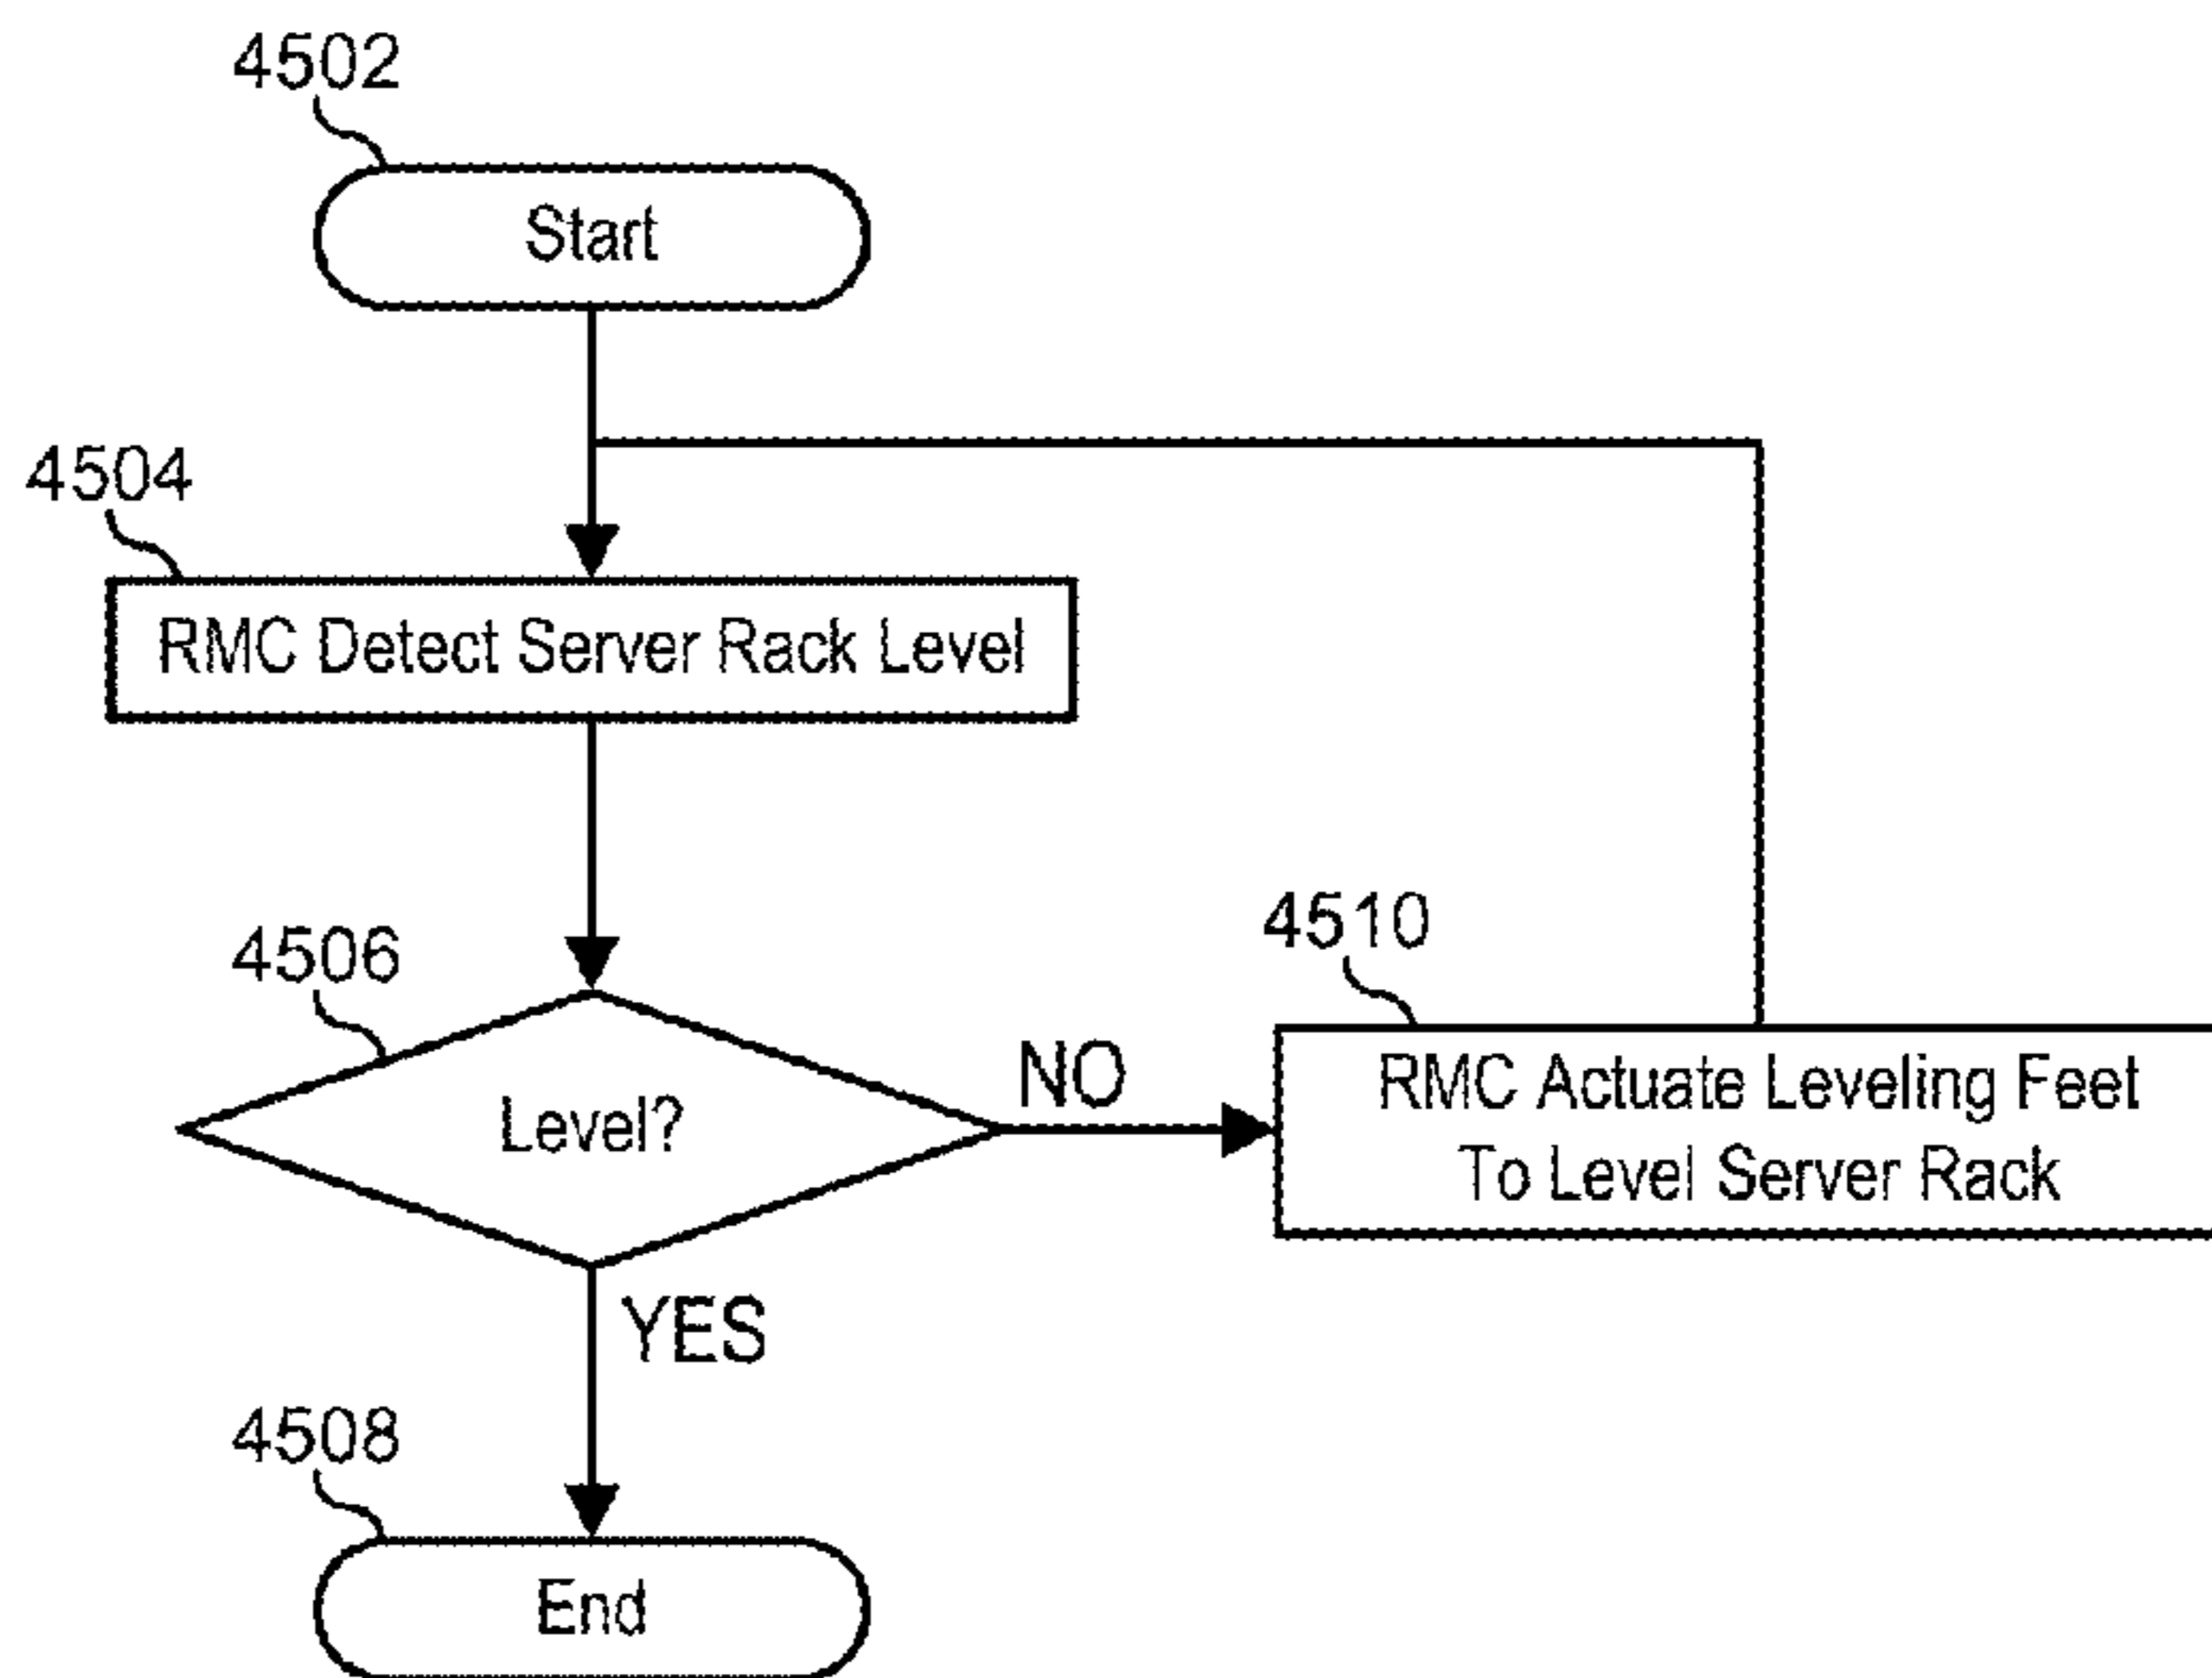 4502
Start
4504
RMC Detect Server Rack Level
4506
Level?
NO
4510
RMC Actuate Leveling Feet
To Level Server Rack
YES
4508
End